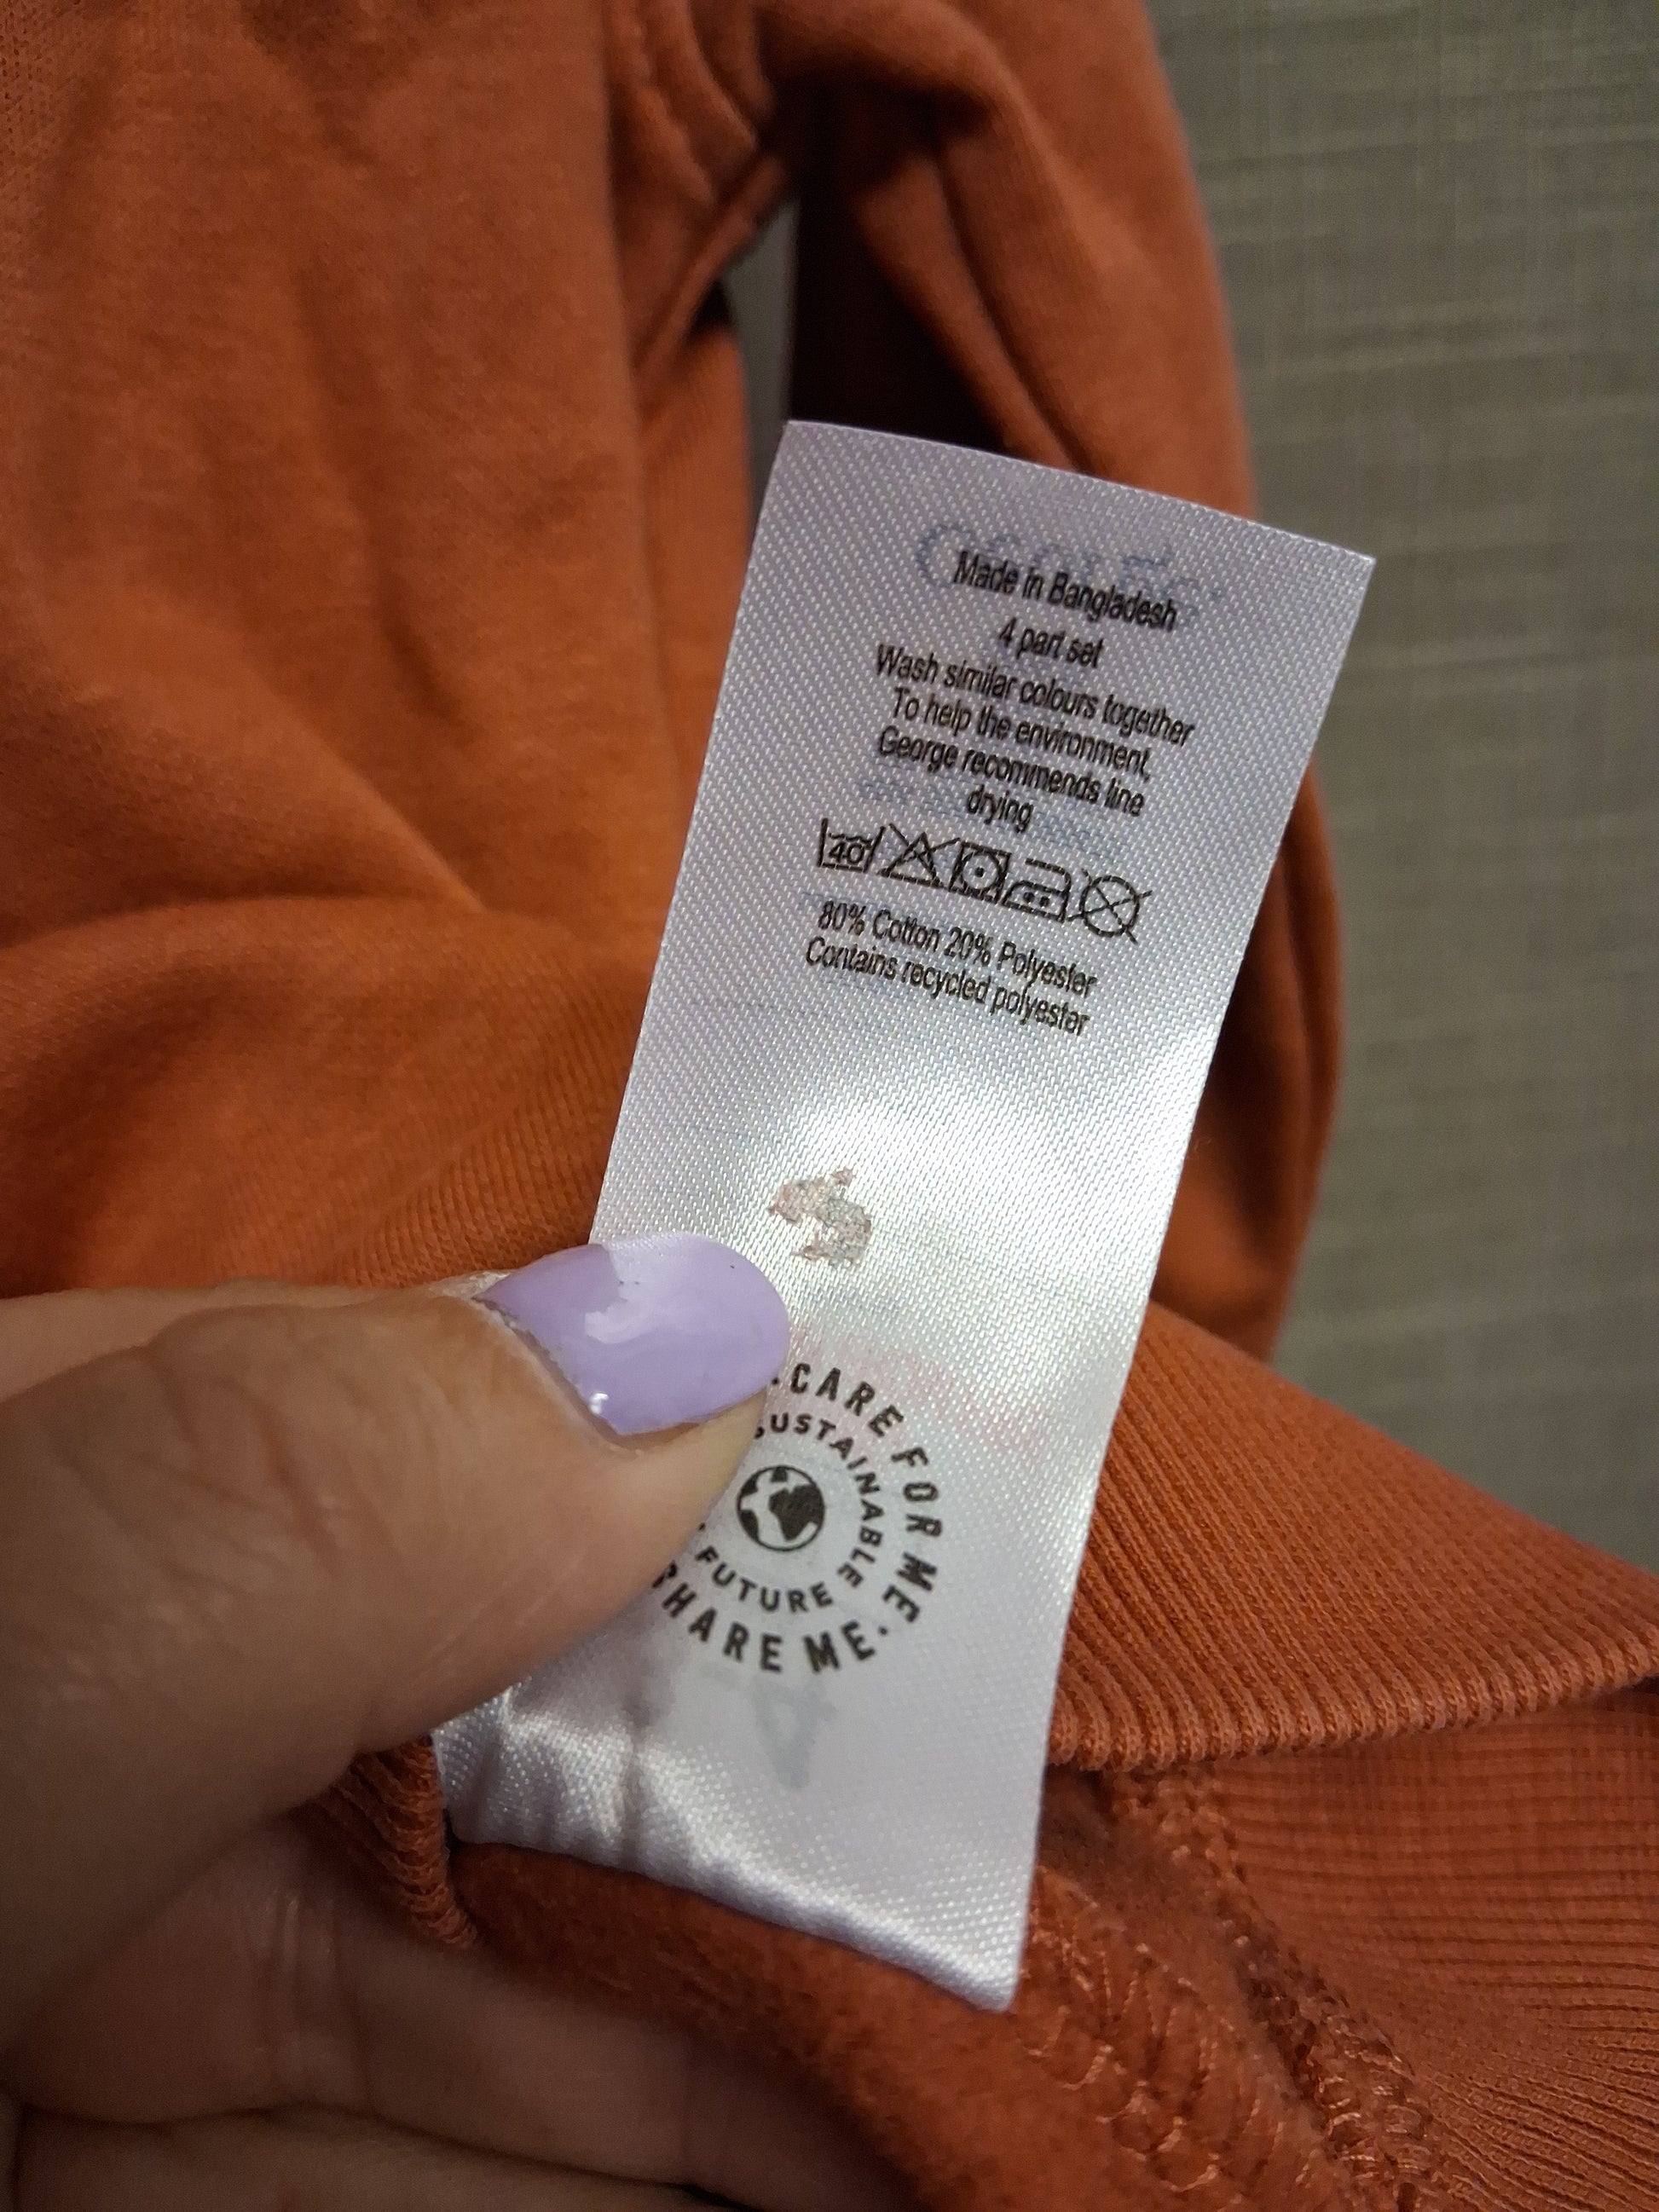 Made in Bangladesh
4 part set
Wash similar colours together
To help the environment,
George recommends line
drying
40
80% Cotton 20% Polyester
Contains recycled polyester
CARE FOR ME.
SHARE ME.
SUSTAINABLE
FUTURE